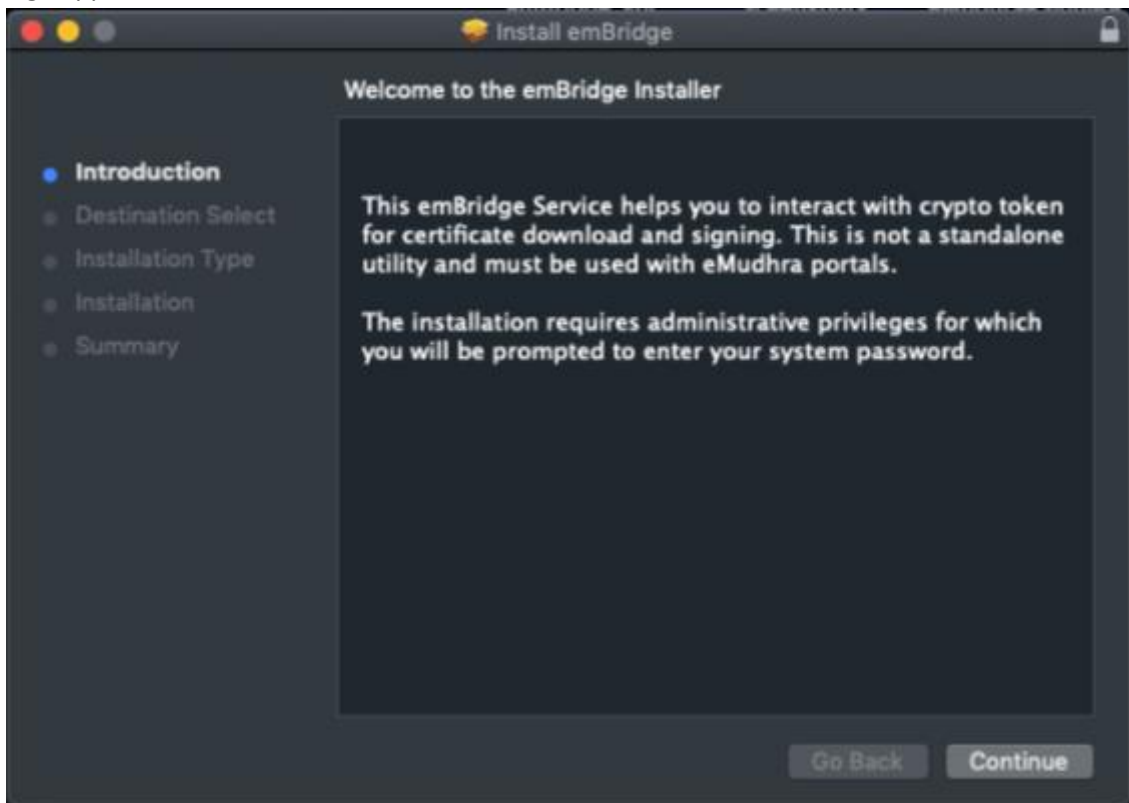 Install emBridge
Welcome to the emBridge Installer
Introduction
Destination Select
Installation Type
Installation
Summary
This emBridge Service helps you to interact with crypto token
for certificate download and signing. This is not a standalone
utility and must be used with eMudhra portals.
The installation requires administrative privileges for which
you will be prompted to enter your system password.
Go Back
Continue